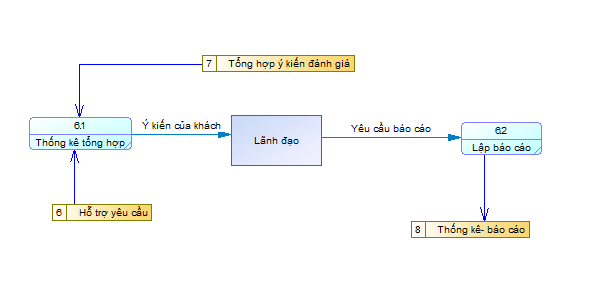 7 Tổng hợp ý kiến đánh giá
6.1
Thống kê tổng hợp
Ý kiến của khách
Lãnh đạo
Yêu cầu báo cáo
6.2
Lập báo cáo
6 Hỗ trợ yêu cầu
8 Thống kê- báo cáo